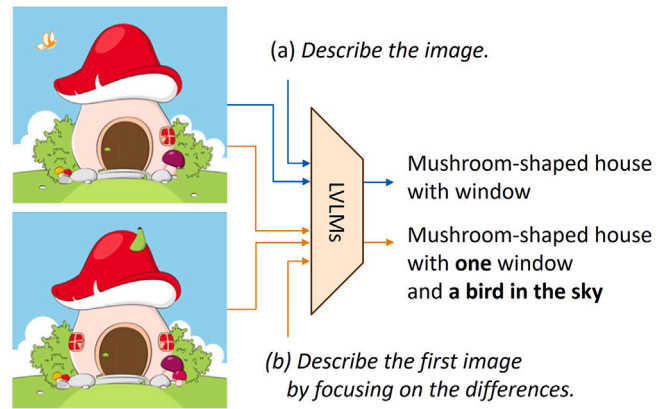 (a) Describe the image.
LVLMs
Mushroom-shaped house
with window
Mushroom-shaped house
with one window
and a bird in the sky
(b) Describe the first image
by focusing on the differences.